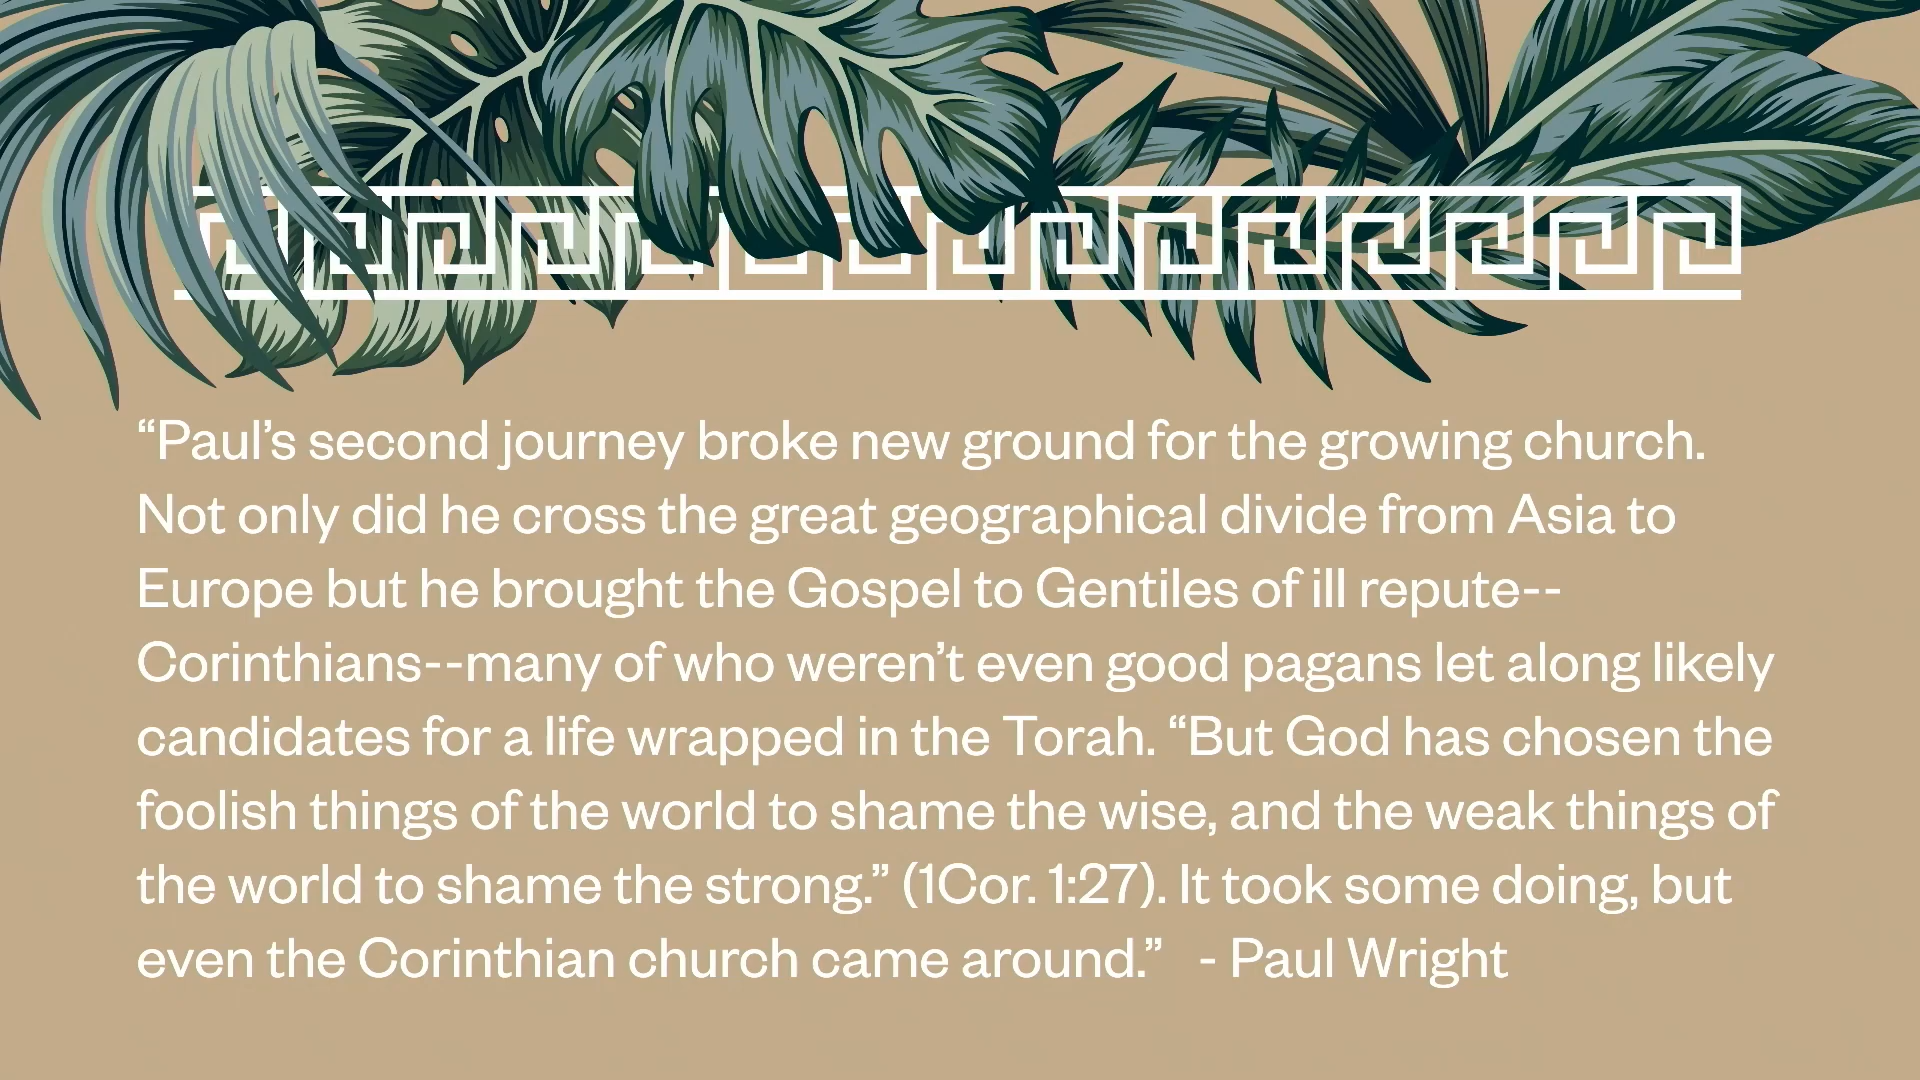 “Paul’s second journey broke new ground for the growing church.
Not only did he cross the great geographical divide from Asia to
Europe but he brought the Gospel to Gentiles of ill repute--
Corinthians--many of who weren’t even good pagans let along likely
candidates for a life wrapped in the Torah. “But God has chosen the
foolish things of the world to shame the wise, and the weak things of
the world to shame the strong.” (1Cor. 1:27). It took some doing, but
even the Corinthian church came around.” - Paul Wright